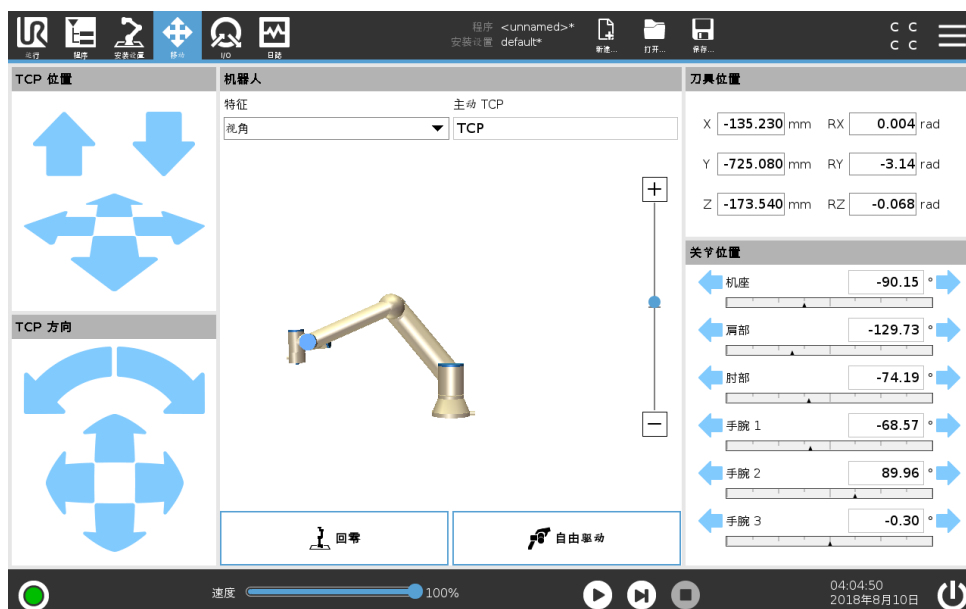 程序 <unnamed>*
安装设置 default*
C C
C C
运行 程序 安装设置 移动 I/O 日志 新建... 打开... 保存...
TCP 位置
机器人
刀具位置
特征 主动 TCP
视角 TCP
X -135.230 mm RX 0.004 rad
Y -725.080 mm RY -3.14 rad
Z -173.540 mm RZ -0.068 rad
关节位置
机座 -90.15 °
TCP 方向
肩部 -129.73 °
肘部 -74.19 °
手腕 1 -68.57 °
手腕 2 89.96 °
手腕 3 -0.30 °
回零 自由驱动
速度 100%
04:04:50
2018年8月10日